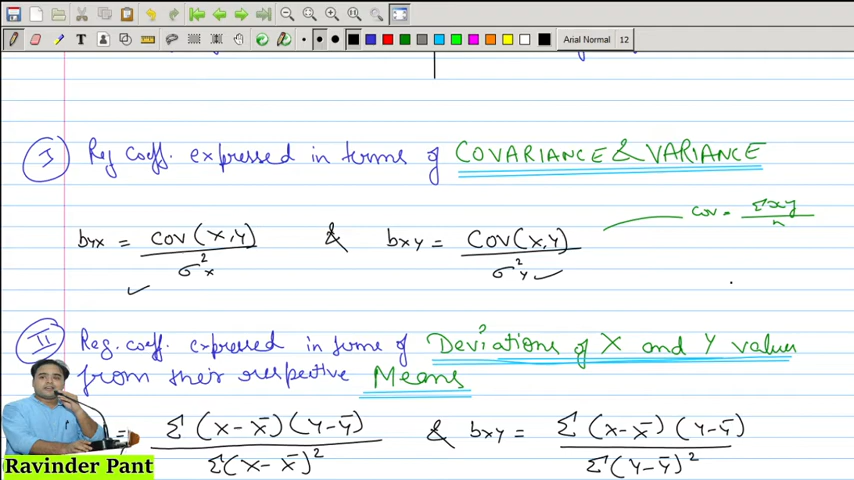 Arial Normal 12
I Reg Coeff. expressed in terms of COVARIANCE & VARIANCE
cov = Σxy / n
byx = COV(X,Y) / σ²x & bxy = COV(X,Y) / σ²y
II Reg. coeff. expressed in terms of Deviations of X and Y values
from their respective Means
= Σ(X-X̄)(Y-Ȳ) / Σ(X-X̄)² & bxy = Σ(X-X̄)(Y-Ȳ) / Σ(Y-Ȳ)²
Ravinder Pant